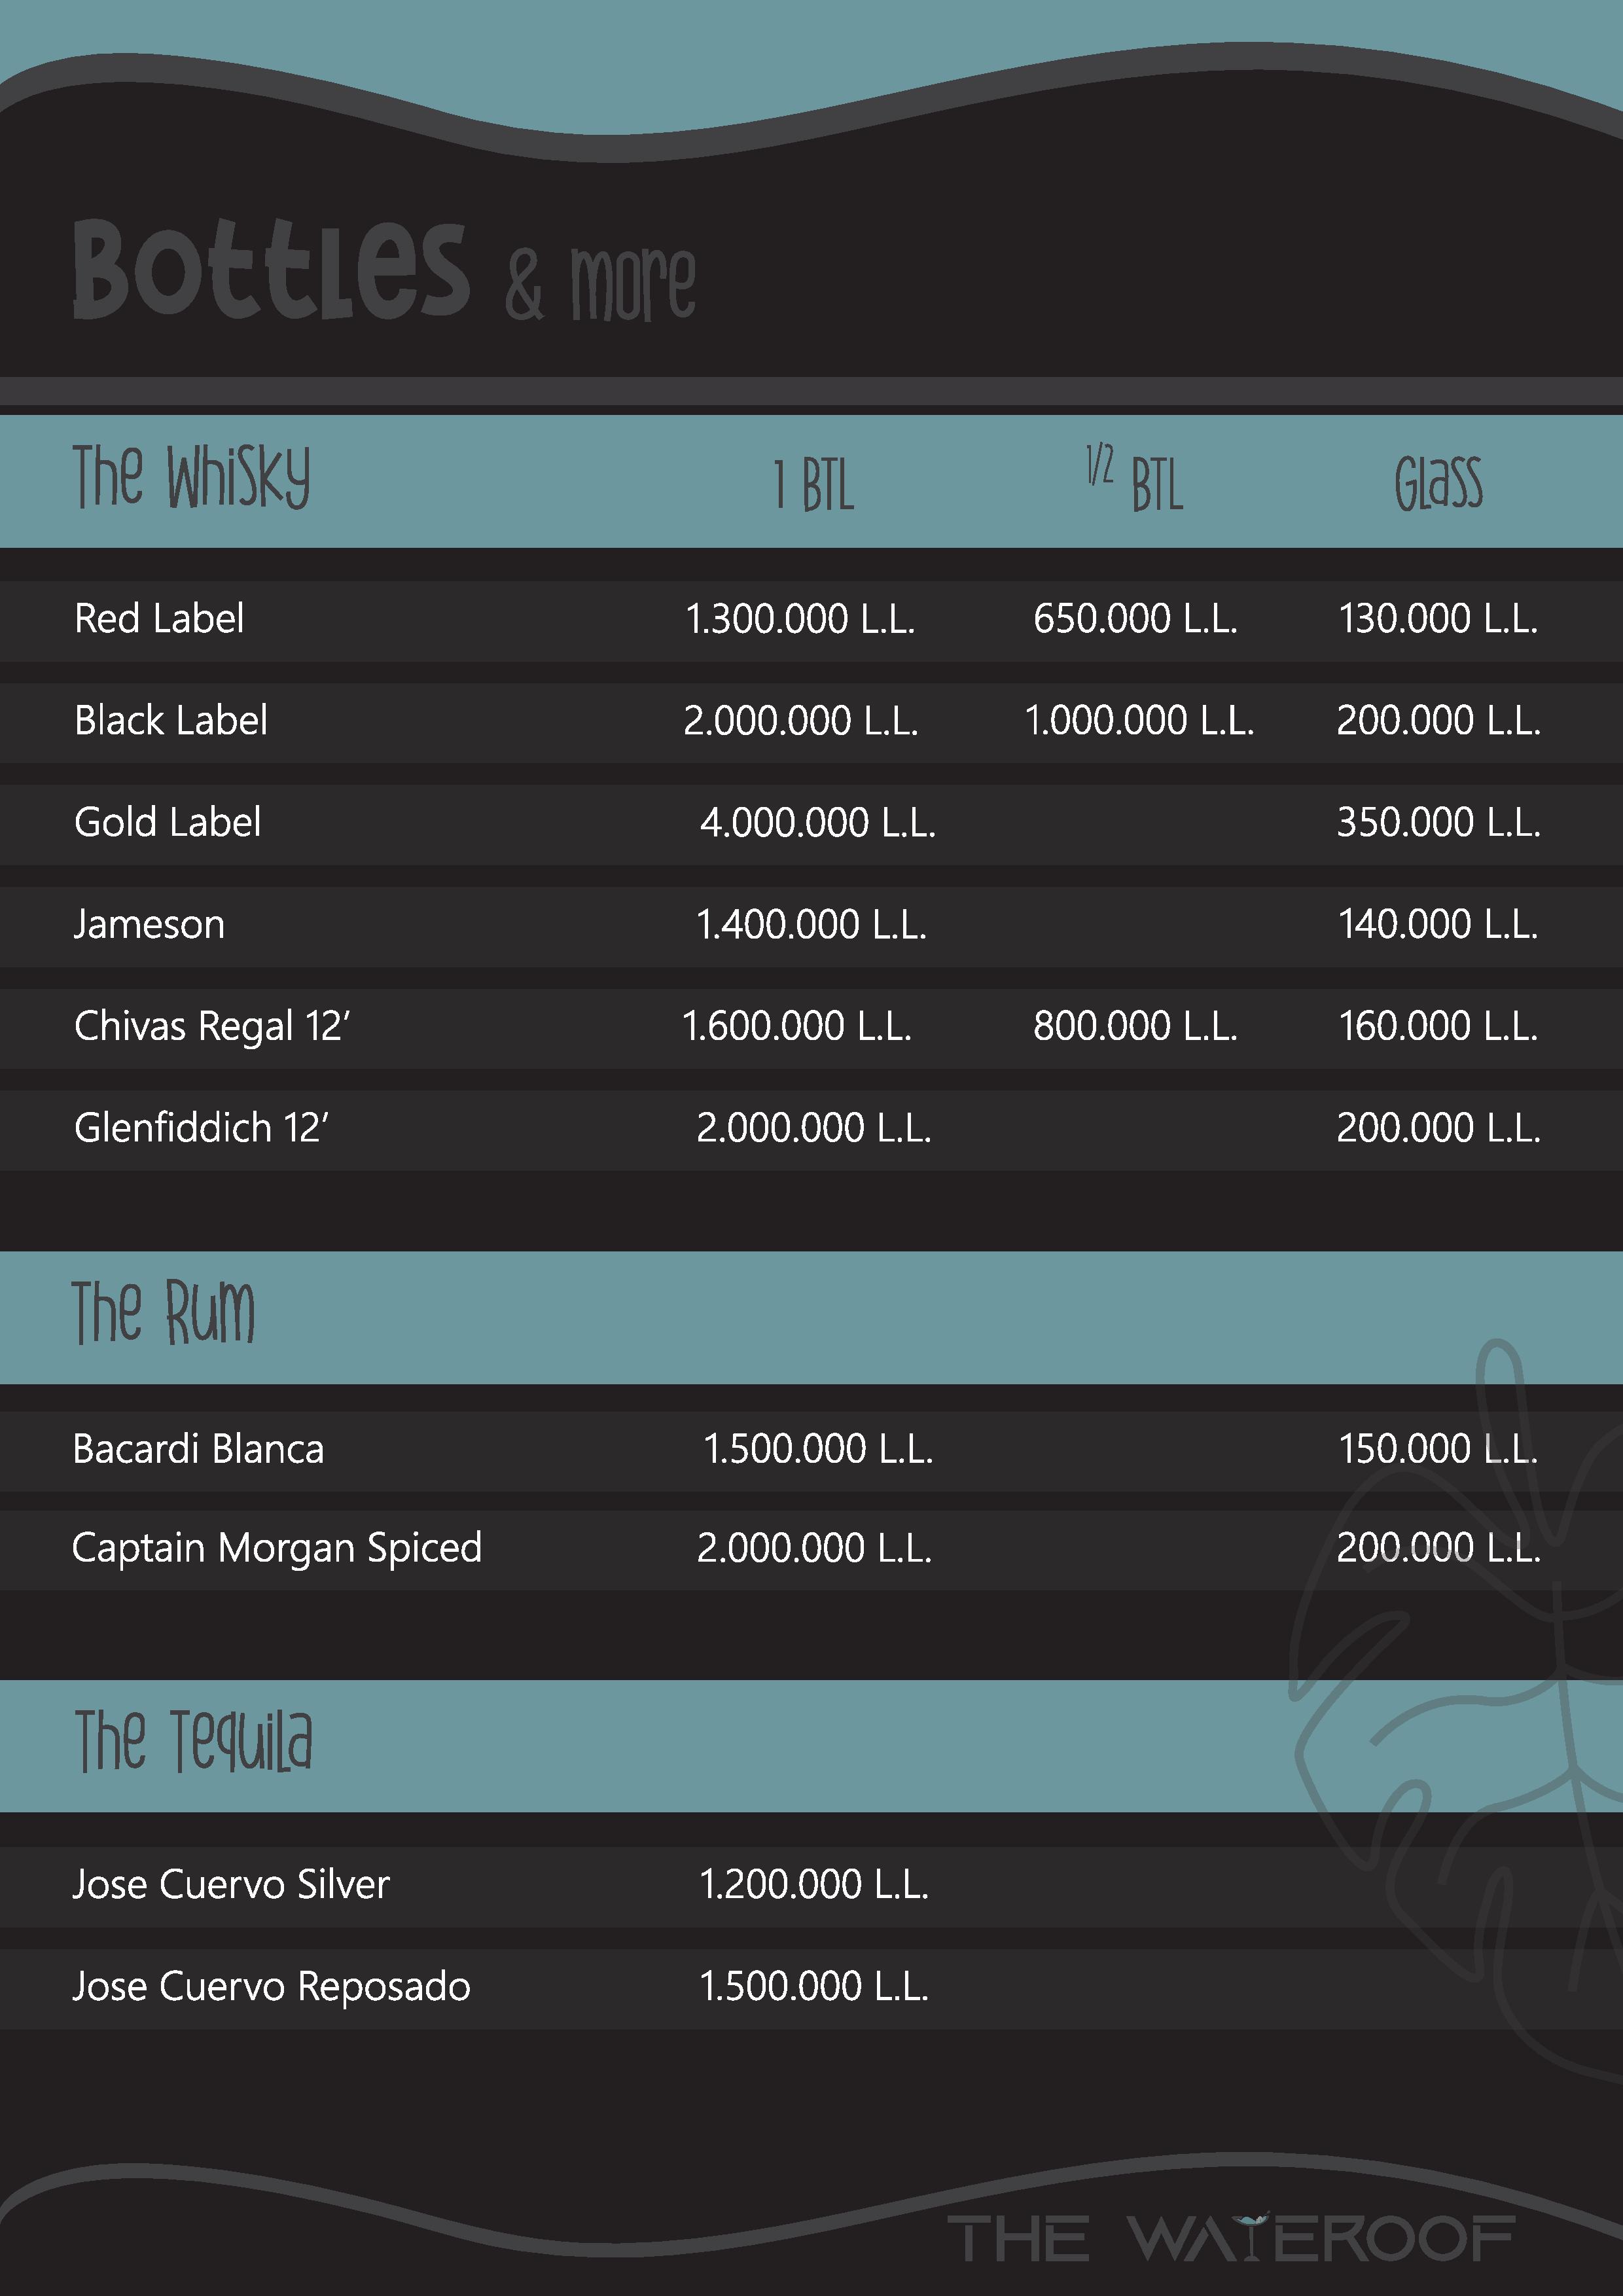 Bottles & more
The Whisky 1 BTL 1/2 BTL Glass
Red Label 1.300.000 L.L. 650.000 L.L. 130.000 L.L.
Black Label 2.000.000 L.L. 1.000.000 L.L. 200.000 L.L.
Gold Label 4.000.000 L.L. 350.000 L.L.
Jameson 1.400.000 L.L. 140.000 L.L.
Chivas Regal 12’ 1.600.000 L.L. 800.000 L.L. 160.000 L.L.
Glenfiddich 12’ 2.000.000 L.L. 200.000 L.L.
The Rum
Bacardi Blanca 1.500.000 L.L. 150.000 L.L.
Captain Morgan Spiced 2.000.000 L.L. 200.000 L.L.
The Tequila
Jose Cuervo Silver 1.200.000 L.L.
Jose Cuervo Reposado 1.500.000 L.L.
THE WATEROOF